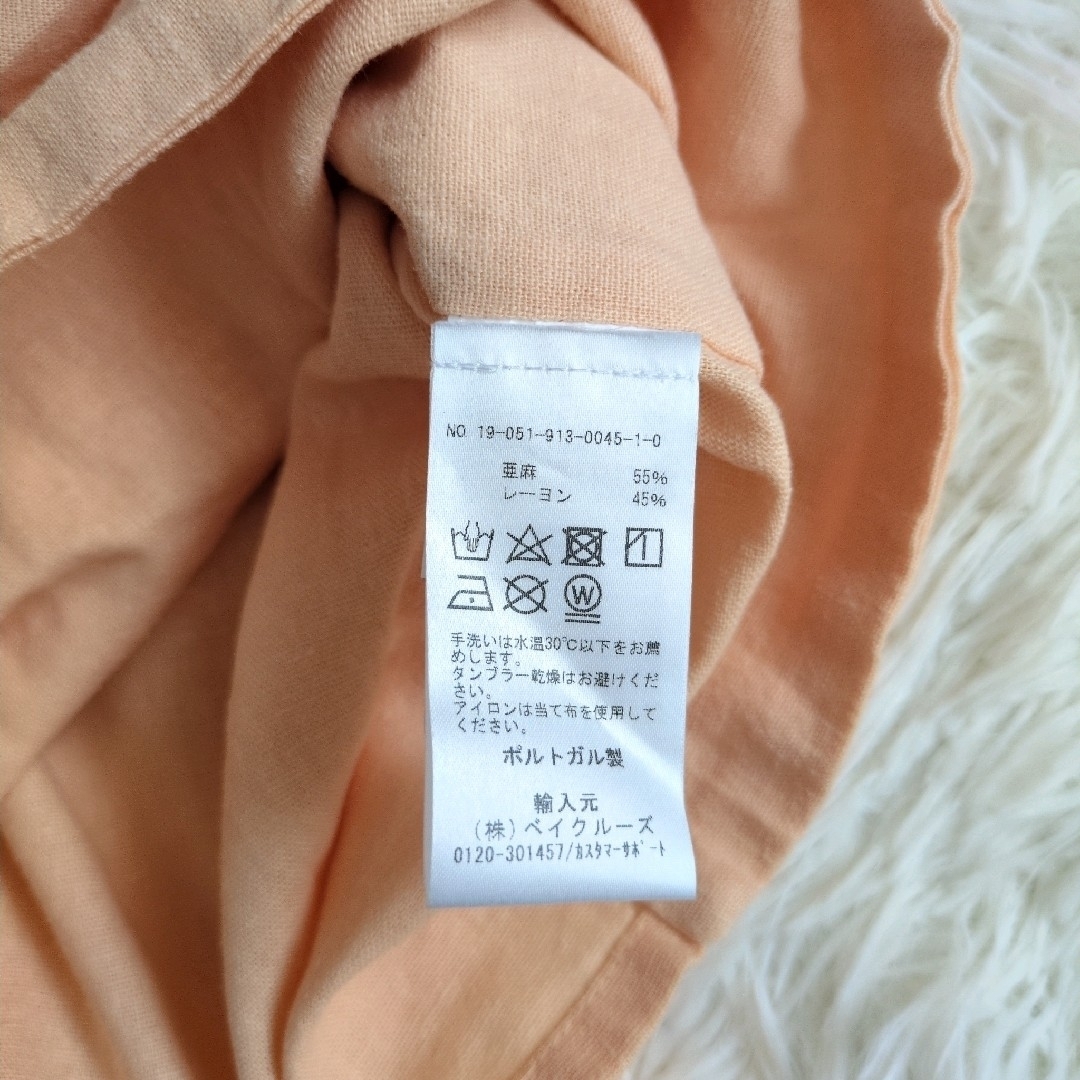 NO 19-051-913-0045-1-0
亜麻 55%
レーヨン 45%
W
手洗いは水温30℃以下をお薦
めします。
タンブラー乾燥はお避けくだ
さい。
アイロンは当て布を使用して
ください。
ポルトガル製
輸入元
(株)ベイクルーズ
0120-301457/カスタマーサポート